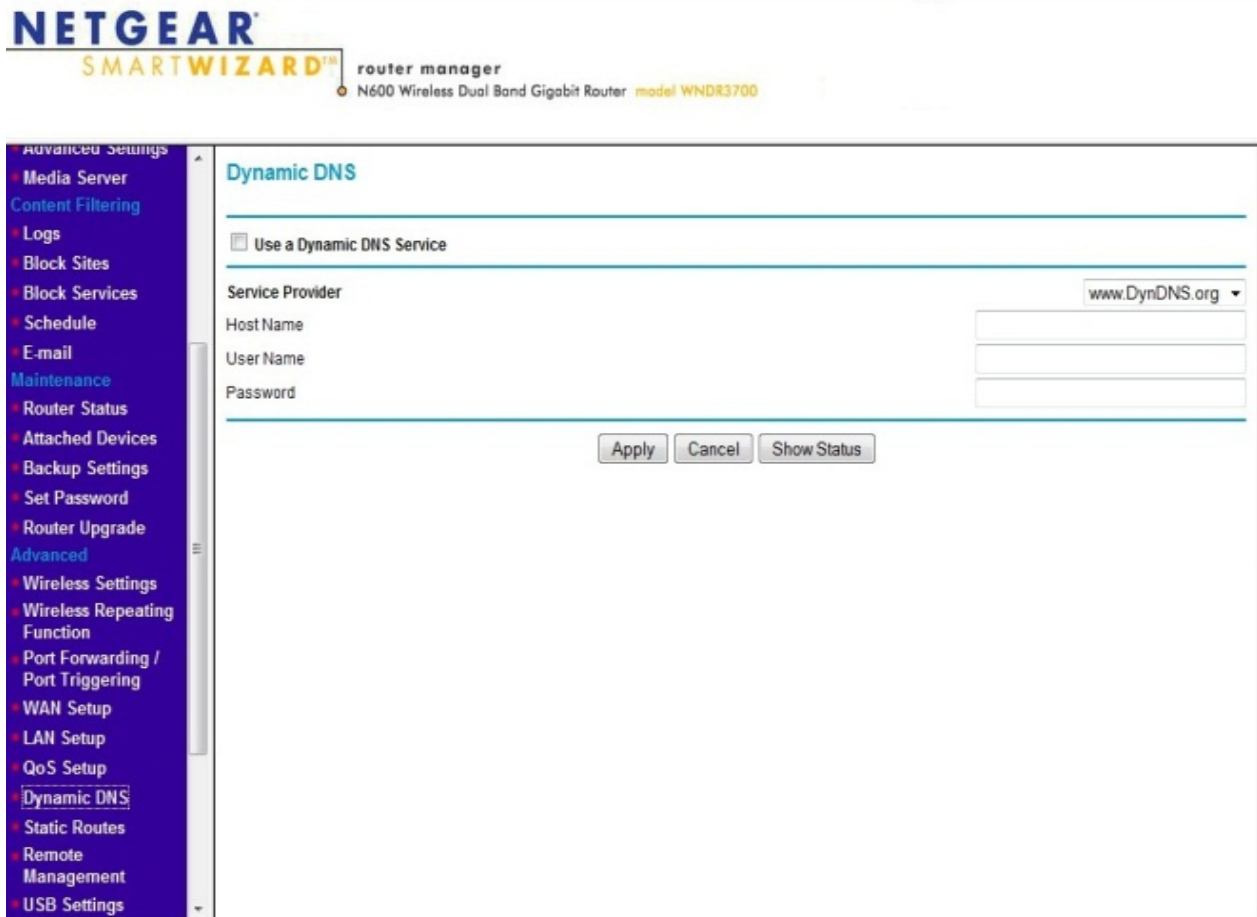 NETGEAR
SMARTWIZARD™
router manager
N600 Wireless Dual Band Gigabit Router model WNDR3700
Advanced Settings
Media Server
Content Filtering
Logs
Block Sites
Block Services
Schedule
E-mail
Maintenance
Router Status
Attached Devices
Backup Settings
Set Password
Router Upgrade
Advanced
Wireless Settings
Wireless Repeating
Function
Port Forwarding /
Port Triggering
WAN Setup
LAN Setup
QoS Setup
Dynamic DNS
Static Routes
Remote
Management
USB Settings
Dynamic DNS
Use a Dynamic DNS Service
Service Provider www.DynDNS.org
Host Name
User Name
Password
Apply Cancel Show Status